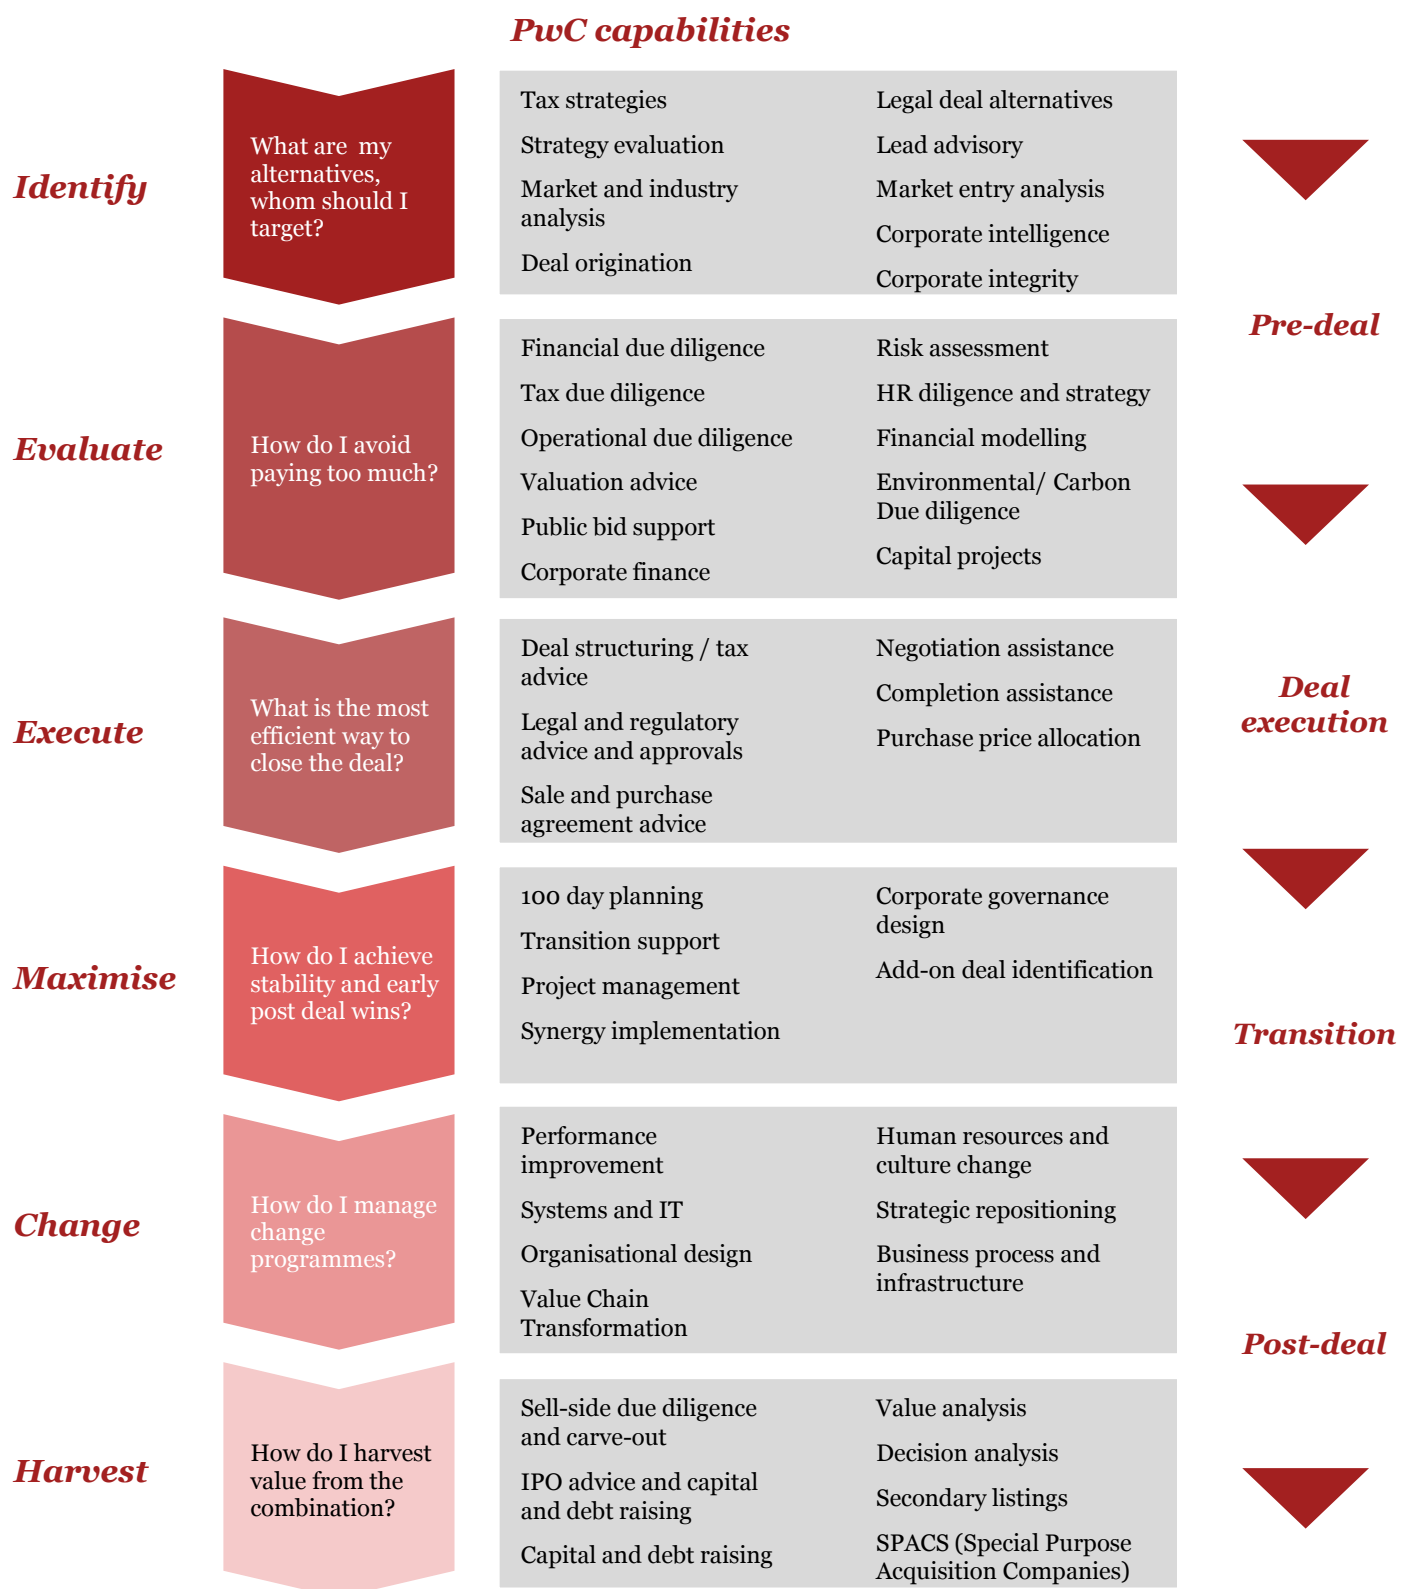 PwC capabilities
Identify
What are my
alternatives,
whom should I
target?
Tax strategies
Strategy evaluation
Market and industry
analysis
Deal origination
Legal deal alternatives
Lead advisory
Market entry analysis
Corporate intelligence
Corporate integrity
Pre-deal
Evaluate
How do I avoid
paying too much?
Financial due diligence
Tax due diligence
Operational due diligence
Valuation advice
Public bid support
Corporate finance
Risk assessment
HR diligence and strategy
Financial modelling
Environmental/ Carbon
Due diligence
Capital projects
Execute
What is the most
efficient way to
close the deal?
Deal structuring / tax
advice
Legal and regulatory
advice and approvals
Sale and purchase
agreement advice
Negotiation assistance
Completion assistance
Purchase price allocation
Deal
execution
Maximise
How do I achieve
stability and early
post deal wins?
100 day planning
Transition support
Project management
Synergy implementation
Corporate governance
design
Add-on deal identification
Transition
Change
How do I manage
change
programmes?
Performance
improvement
Systems and IT
Organisational design
Value Chain
Transformation
Human resources and
culture change
Strategic repositioning
Business process and
infrastructure
Post-deal
Harvest
How do I harvest
value from the
combination?
Sell-side due diligence
and carve-out
IPO advice and capital
and debt raising
Capital and debt raising
Value analysis
Decision analysis
Secondary listings
SPACS (Special Purpose
Acquisition Companies)